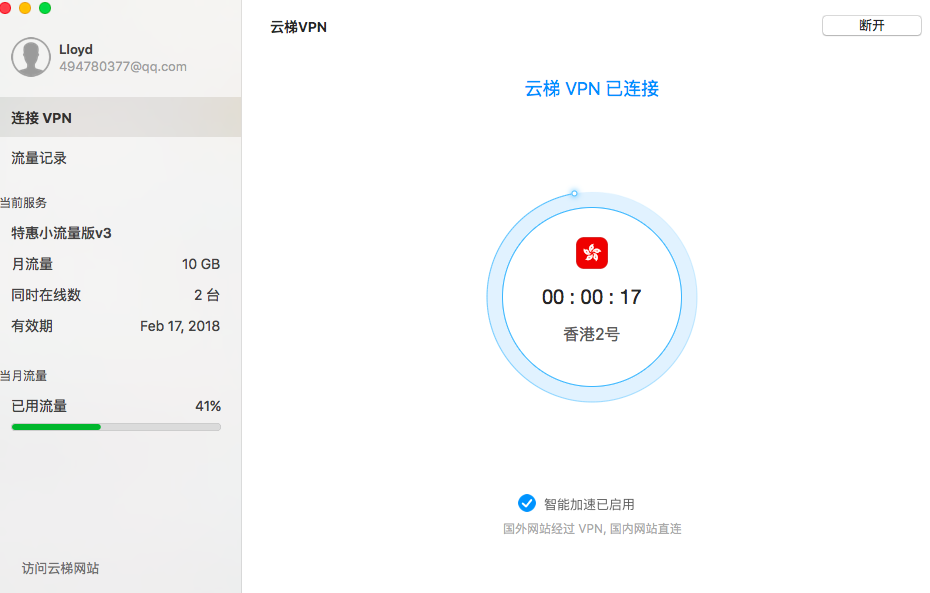 Lloyd
494780377@qq.com
连接 VPN
流量记录
当前服务
特惠小流量版v3
月流量 10 GB
同时在线数 2 台
有效期 Feb 17, 2018
当月流量
已用流量 41%
访问云梯网站
云梯VPN
断开
云梯 VPN 已连接
00 : 00 : 17
香港2号
智能加速已启用
国外网站经过 VPN, 国内网站直连